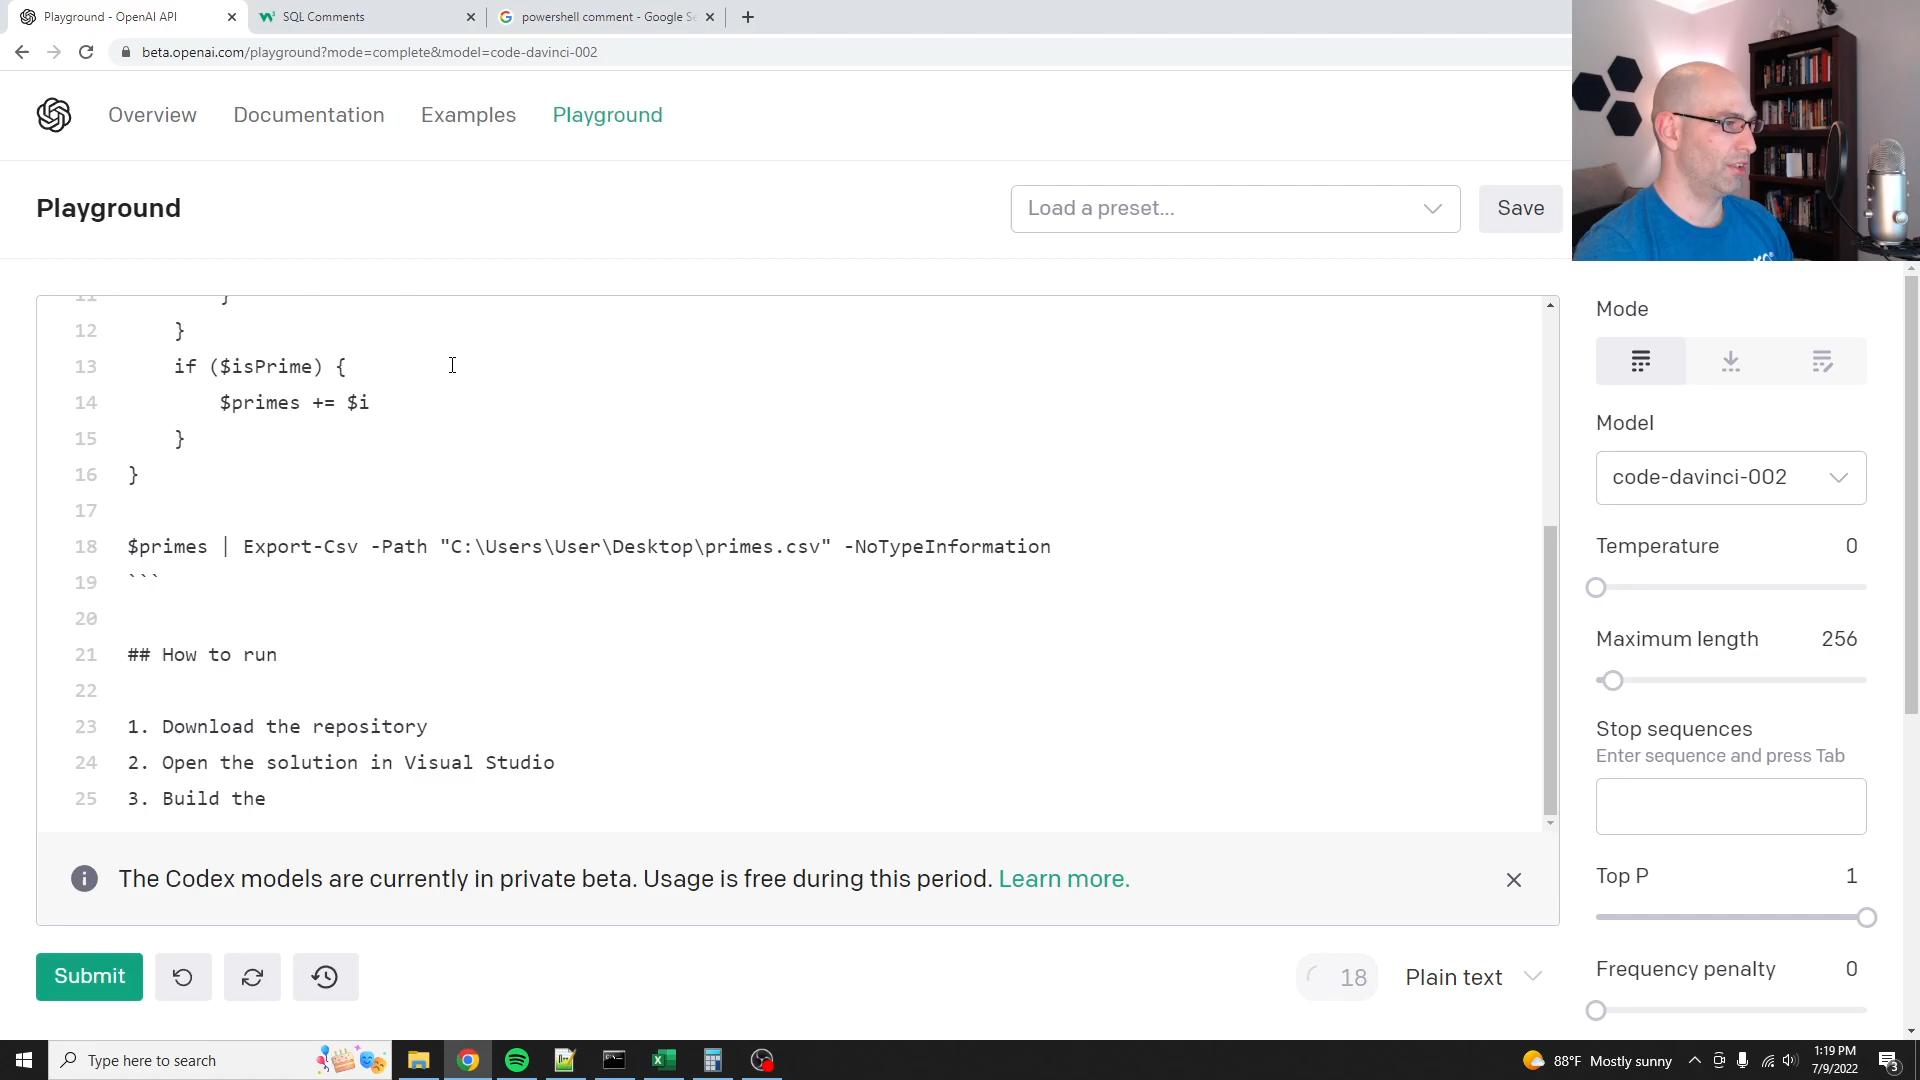 Playground - OpenAI API
SQL Comments
powershell comment - Google Se
beta.openai.com/playground?mode=complete&model=code-davinci-002
Overview
Documentation
Examples
Playground
Playground
Load a preset...
Save
11 }
12 }
13 if ($isPrime) {
14 $primes += $i
15 }
16 }
17
18 $primes | Export-Csv -Path "C:\Users\User\Desktop\primes.csv" -NoTypeInformation
19 ```
20
21 ## How to run
22
23 1. Download the repository
24 2. Open the solution in Visual Studio
25 3. Build the
The Codex models are currently in private beta. Usage is free during this period. Learn more.
Submit
18
Plain text
Mode
Model
code-davinci-002
Temperature 0
Maximum length 256
Stop sequences
Enter sequence and press Tab
Top P 1
Frequency penalty 0
Type here to search
88°F Mostly sunny
1:19 PM
7/9/2022
3